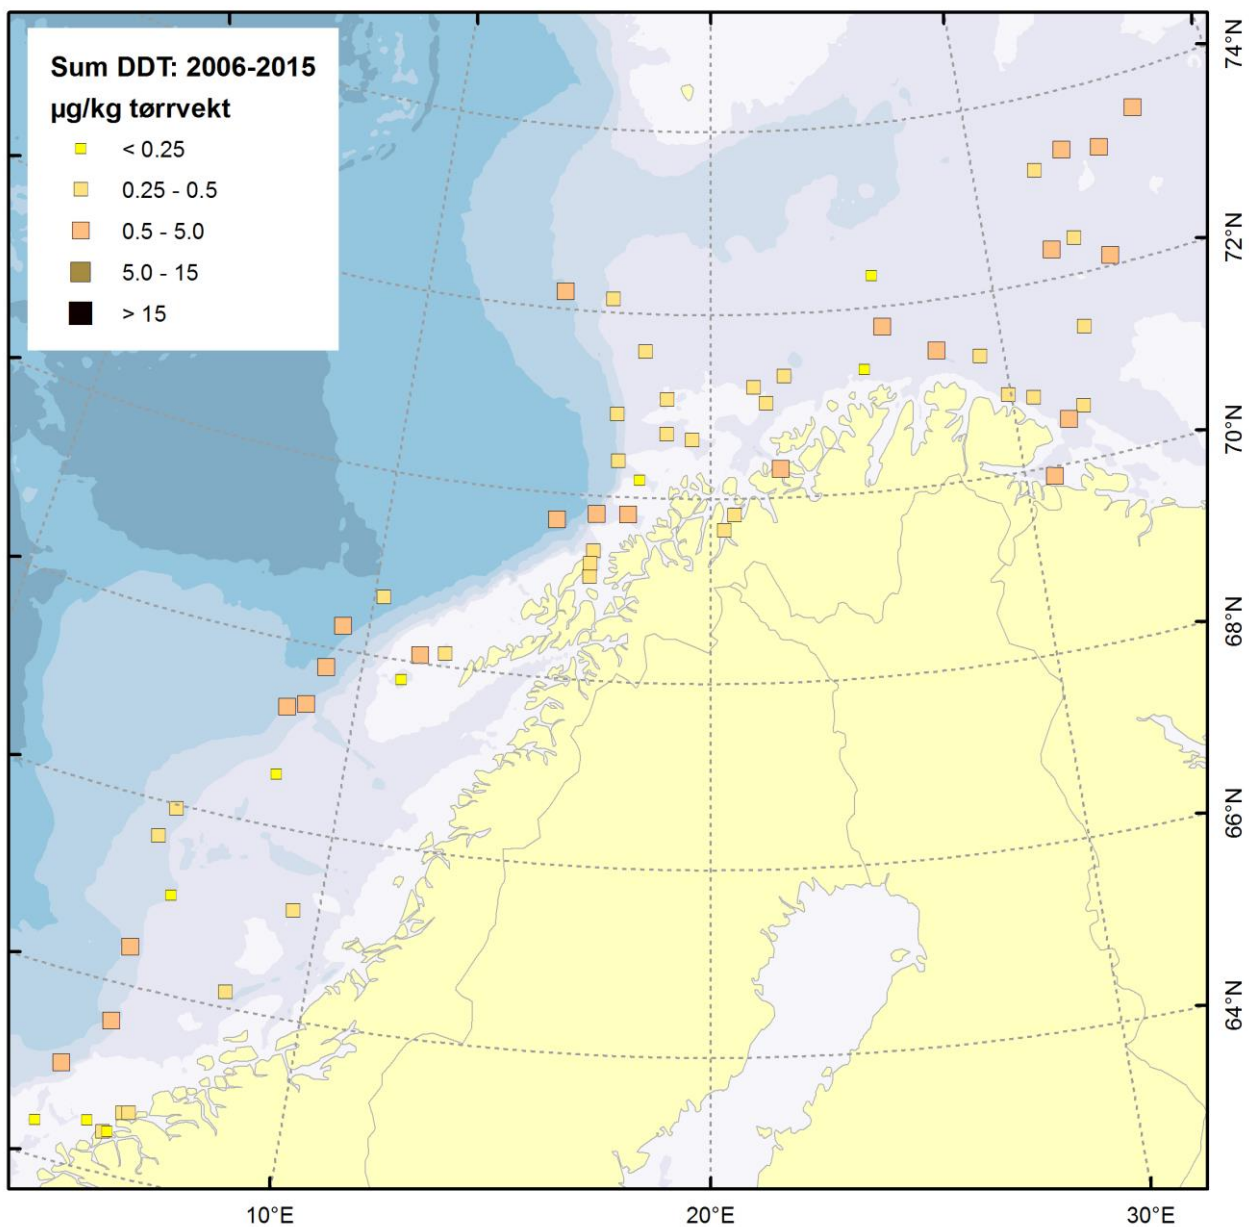 Sum DDT: 2006-2015
µg/kg tørrvekt
< 0.25
0.25 - 0.5
0.5 - 5.0
5.0 - 15
> 15
74°N
72°N
70°N
68°N
66°N
64°N
10°E
20°E
30°E